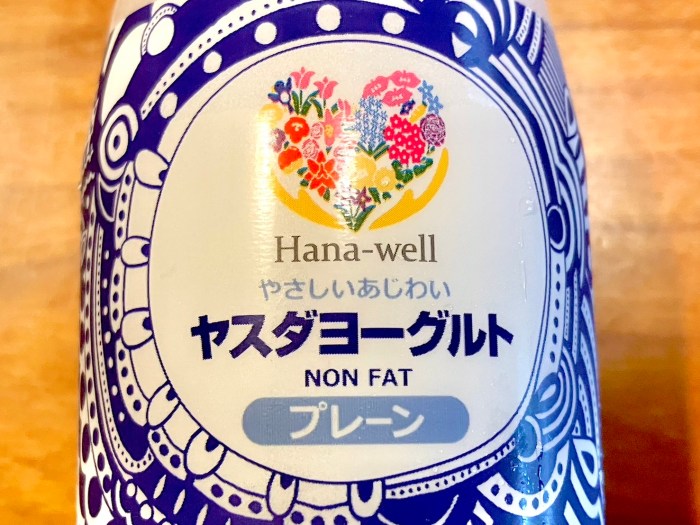 Hana-well
やさしいあじわい
ヤスダヨーグルト
NON FAT
プレーン